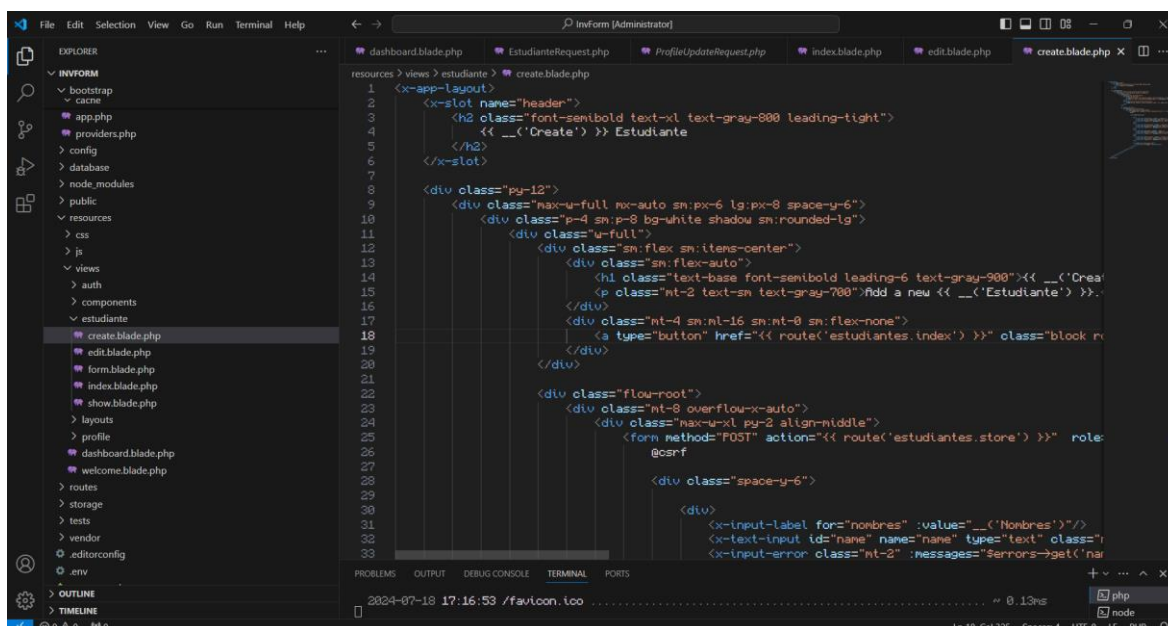 File Edit Selection View Go Run Terminal Help
InvForm [Administrator]
EXPLORER
INVFORM
bootstrap
cacne
app.php
providers.php
config
database
node_modules
public
resources
css
js
views
auth
components
estudiante
create.blade.php
edit.blade.php
form.blade.php
index.blade.php
show.blade.php
layouts
profile
dashboard.blade.php
welcome.blade.php
routes
storage
tests
vendor
.editorconfig
.env
OUTLINE
TIMELINE
dashboard.blade.php EstudianteRequest.php ProfileUpdateRequest.php index.blade.php edit.blade.php create.blade.php
resources > views > estudiante > create.blade.php
1 <x-app-layout>
2 <x-slot name="header">
3 <h2 class="font-semibold text-xl text-gray-800 leading-tight">
4 {{ __('Create') }} Estudiante
5 </h2>
6 </x-slot>
7
8 <div class="py-12">
9 <div class="max-w-full mx-auto sm:px-6 lg:px-8 space-y-6">
10 <div class="p-4 sm:p-8 bg-white shadow sm:rounded-lg">
11 <div class="w-full">
12 <div class="sm:flex sm:items-center">
13 <div class="sm:flex-auto">
14 <h1 class="text-base font-semibold leading-6 text-gray-900">{{ __('Creat
15 <p class="mt-2 text-sm text-gray-700">Add a new {{ __('Estudiante') }}.
16 </div>
17 <div class="mt-4 sm:ml-16 sm:mt-0 sm:flex-none">
18 <a type="button" href="{{ route('estudiantes.index') }}" class="block ro
19 </div>
20 </div>
21
22 <div class="flow-root">
23 <div class="mt-8 overflow-x-auto">
24 <div class="max-w-xl py-2 align-middle">
25 <form method="POST" action="{{ route('estudiantes.store') }}" role=
26 @csrf
27
28 <div class="space-y-6">
29
30 <div>
31 <x-input-label for="nombres" :value="__('Nombres')"/>
32 <x-text-input id="name" name="name" type="text" class="m
33 <x-input-error class="mt-2" :messages="$errors->get('nam
PROBLEMS OUTPUT DEBUG CONSOLE TERMINAL PORTS
2024-07-18 17:16:53 /favicon.ico ........................................................ ~ 0.13ms
php
node